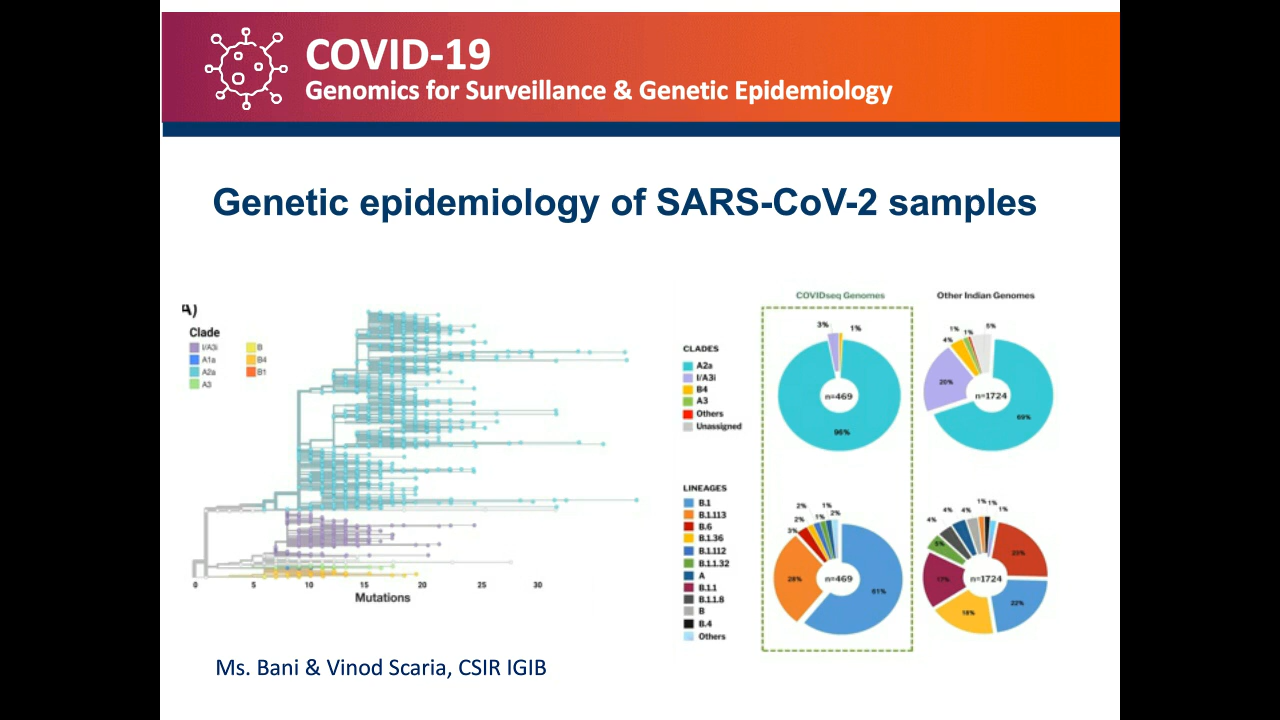 COVID-19
Genomics for Surveillance & Genetic Epidemiology
Genetic epidemiology of SARS-CoV-2 samples
A)
Clade
I/A3i
B
A1a
B4
A2a
B1
A3
0 5 10 15 20 25 30
Mutations
COVIDseq Genomes
Other Indian Genomes
CLADES
A2a
I/A3i
B4
A3
Others
Unassigned
3%
1%
n=469
96%
1%
1%
5%
4%
20%
n=1724
69%
LINEAGES
B.1
B.1.113
B.6
B.1.36
B.1.112
B.1.1.32
A
B.1.1
B.1.1.8
B
B.4
Others
2%
1%
2%
1%
2%
3%
28%
n=469
61%
1%
1%
4%
4%
1%
4%
17%
n=1724
22%
18%
Ms. Bani & Vinod Scaria, CSIR IGIB